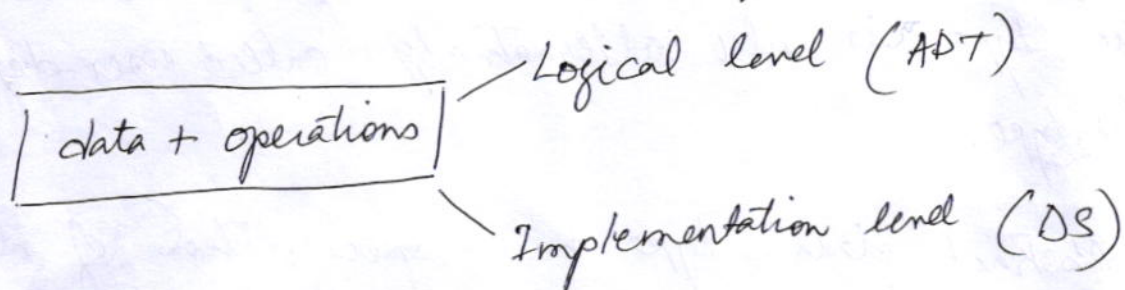 Logical level (ADT)
data + operations
Implementation level (DS)